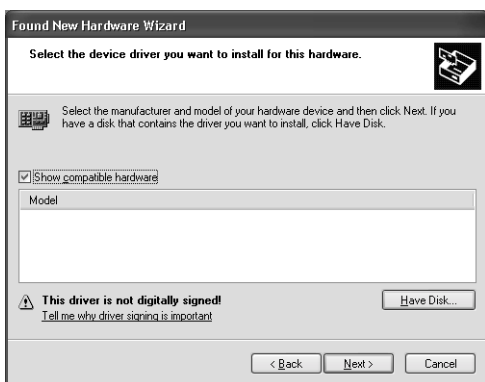 Found New Hardware Wizard
Select the device driver you want to install for this hardware.
Select the manufacturer and model of your hardware device and then click Next. If you
have a disk that contains the driver you want to install, click Have Disk.
Show compatible hardware
Model
This driver is not digitally signed!
Tell me why driver signing is important
Have Disk...
< Back
Next >
Cancel